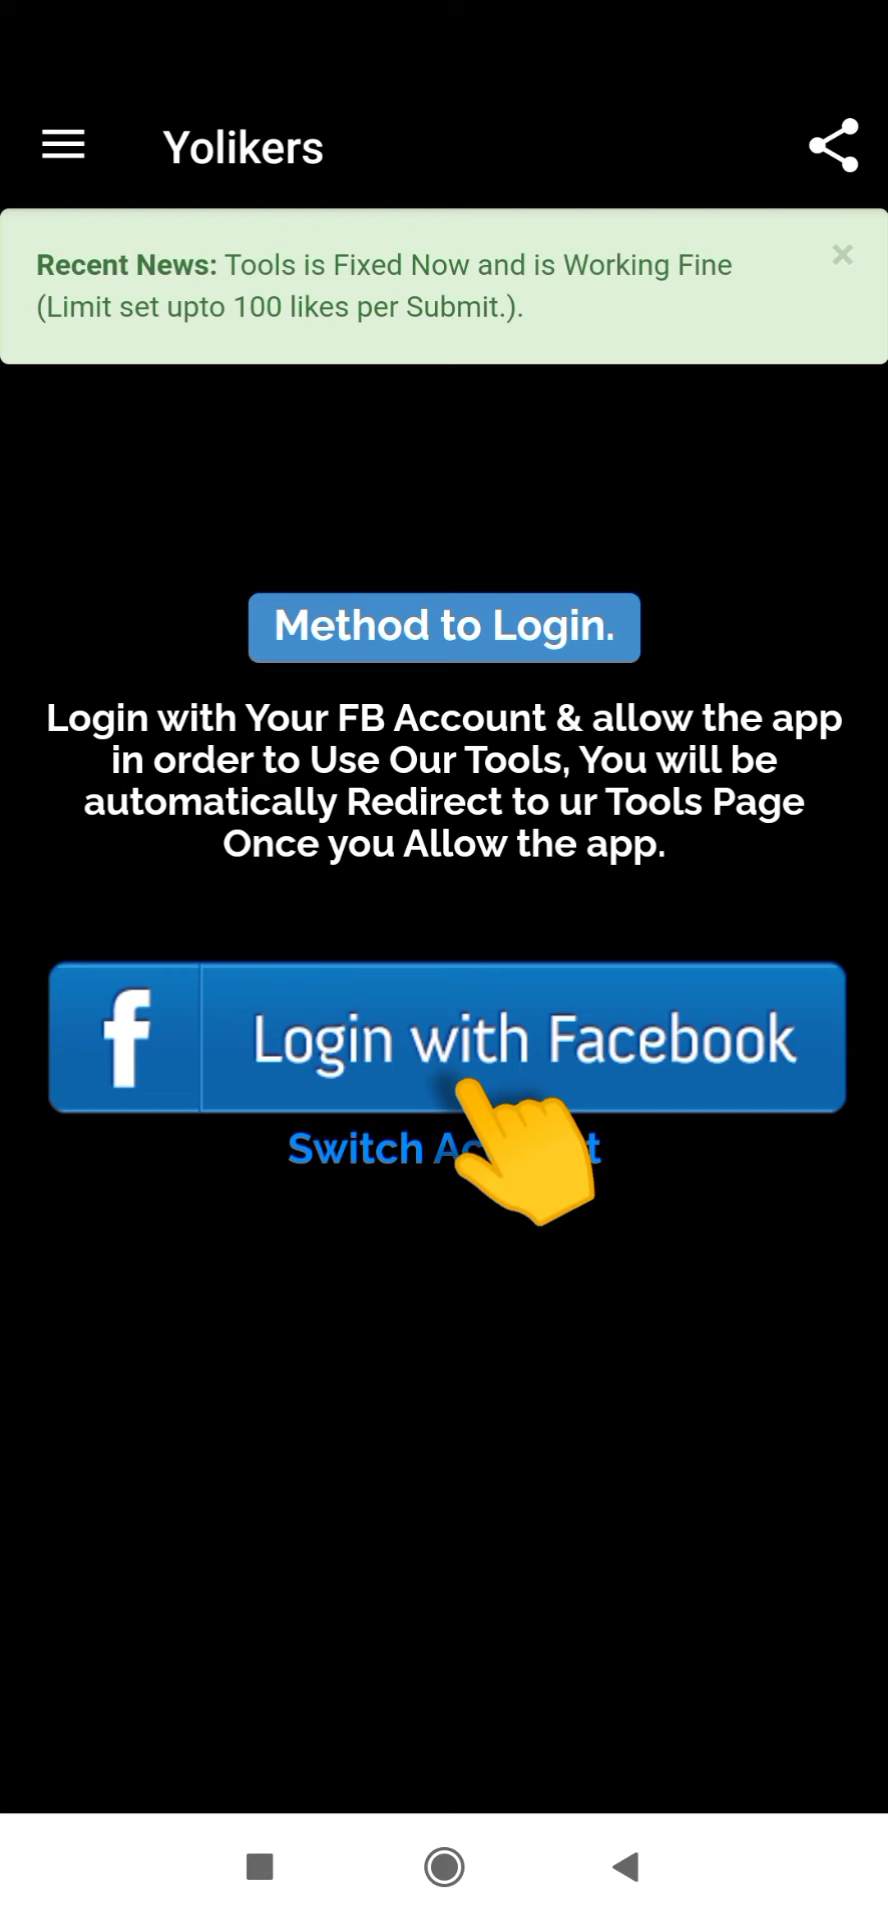 Yolikers
Recent News: Tools is Fixed Now and is Working Fine
(Limit set upto 100 likes per Submit.).
Method to Login.
Login with Your FB Account & allow the app
in order to Use Our Tools, You will be
automatically Redirect to ur Tools Page
Once you Allow the app.
f
Login with Facebook
Switch